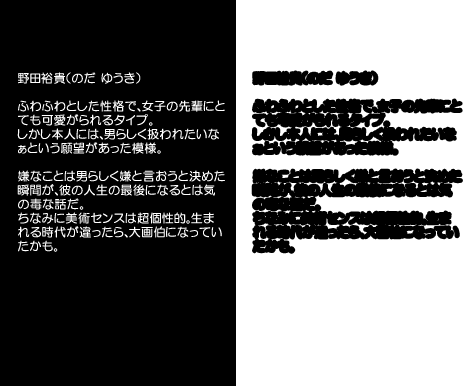 野田裕貴(のだ ゆうき)
ふわふわとした性格で、女子の先輩にと
ても可愛がられるタイプ。
しかし本人には、男らしく扱われたいな
ぁという願望があった模様。
嫌なことは男らしく嫌と言おうと決めた
瞬間が、彼の人生の最後になるとは気
の毒な話だ。
ちなみに美術センスは超個性的。生ま
れる時代が違ったら、大画伯になってい
たかも。
野田裕貴(のだ ゆうき)
ふわふわとした性格で、女子の先輩にと
ても可愛がられるタイプ。
しかし本人には、男らしく扱われたいな
ぁという願望があった模様。
嫌なことは男らしく嫌と言おうと決めた
瞬間が、彼の人生の最後になるとは気
の毒な話だ。
ちなみに美術センスは超個性的。生ま
れる時代が違ったら、大画伯になってい
たかも。